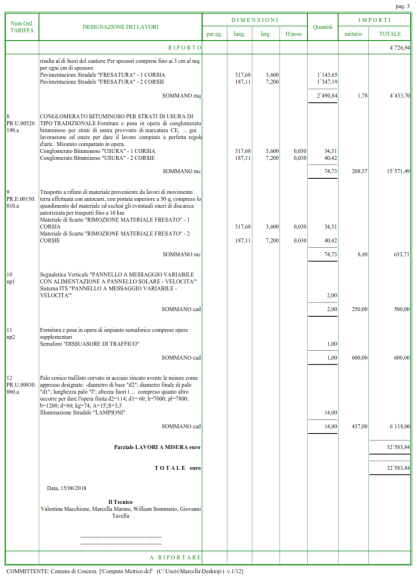 pag. 3
Num.Ord. TARIFFA
DESIGNAZIONE DEI LAVORI
DIMENSIONI
Quantità
IMPORTI
par.ug. lung. larg. H/peso unitario TOTALE
RIPORTO 4'726,94
risulta al di fuori del cantiere Per spessori compresi fino ai 3 cm al mq
per ogni cm di spessore
Pavimentazione Stradale "FRESATURA" - 1 CORSIA 317,68 3,600 1'143,65
Pavimentazione Stradale "FRESATURA" - 2 CORSIE 187,11 7,200 1'347,19
SOMMANO mq 2'490,84 1,78 4'433,70
8 CONGLOMERATO BITUMINOSO PER STRATI DI USURA DI
PR.U.00520. TIPO TRADIZIONALE Fornitura e posa in opera di conglomerato
190.a bituminoso per strati di usura provvisto di marcatura CE, ... gni
lavorazione ed onere per dare il lavoro compiuto a perfetta regola
d'arte. Misurato compattato in opera.
Conglomerato Bituminoso "USURA" - 1 CORSIA 317,68 3,600 0,030 34,31
Conglomerato Bituminoso "USURA" - 2 CORSIE 187,11 7,200 0,030 40,42
SOMMANO mc 74,73 208,37 15'571,49
9 Trasporto a rifiuto di materiale proveniente da lavori di movimento
PR.E.00150. terra effettuata con autocarri, con portata superiore a 50 q, compreso lo
010.a spandimento del materiale ed esclusi gli eventuali oneri di discarica
autorizzata per trasporti fino a 10 km
Materiale di Scarto "RIMOZIONE MATERIALE FRESATO" - 1
CORSIA 317,68 3,600 0,030 34,31
Materiale di Scarto "RIMOZIONE MATERIALE FRESATO" - 2
CORSIE 187,11 7,200 0,030 40,42
SOMMANO mc 74,73 8,48 633,71
10 Segnaletica Verticale "PANNELLO A MESSAGGIO VARIABILE
np1 CON ALIMENTAZIONE A PANNELLO SOLARE - VELOCITA'"
Sistema ITS "PANNELLO A MESSAGGIO VARIABILE -
VELOCITA'" 2,00
SOMMANO cad 2,00 250,00 500,00
11 Fornitura e posa in opera di impianto semaforico comprese opere
np2 supplementari
Semaforo "DISSUASORE DI TRAFFICO" 1,00
SOMMANO cad 1,00 600,00 600,00
12 Palo conico trafilato curvato in acciaio zincato avente le misure come
PR.U.00830. appresso designate: -diametro di base "d2"; diametro finale di palo
060.a "d1"; lunghezza palo "l"; altezza fuori t ... compreso quanto altro
occorre per dare l'opera finita d2=114; d1= 60; h=7000; pl=7800;
b=1200; d=60; kg=74; A=15;|S=3,5
Illuminazione Stradale "LAMPIONI" 14,00
SOMMANO cad 14,00 437,00 6'118,00
Parziale LAVORI A MISURA euro 32'583,84
TOTALE euro 32'583,84
Data, 15/06/2018
Il Tecnico
Valentina Macchione, Marcella Marino, William Sommario, Giovanni
Tavella
A RIPORTARE
COMMITTENTE: Comune di Cosenza ['Computo Metrico.dcf' (C:\Users\Marcella\Desktop\) v.1/12]